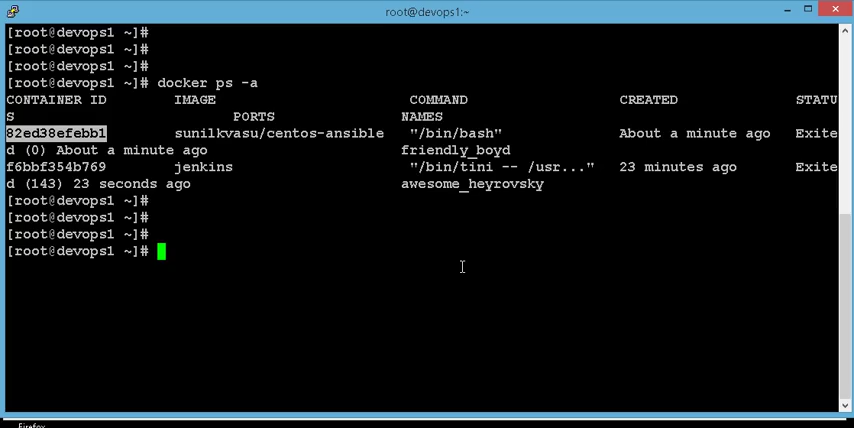 root@devops1:~
[root@devops1 ~]#
[root@devops1 ~]#
[root@devops1 ~]#
[root@devops1 ~]# docker ps -a
CONTAINER ID        IMAGE                       COMMAND                  CREATED              STATU
S                          PORTS               NAMES
82ed38efebb1        sunilkvasu/centos-ansible   "/bin/bash"              About a minute ago   Exite
d (0) About a minute ago                       friendly_boyd
f6bbf354b769        jenkins                     "/bin/tini -- /usr..."   23 minutes ago       Exite
d (143) 23 seconds ago                         awesome_heyrovsky
[root@devops1 ~]#
[root@devops1 ~]#
[root@devops1 ~]#
[root@devops1 ~]#
Firefox